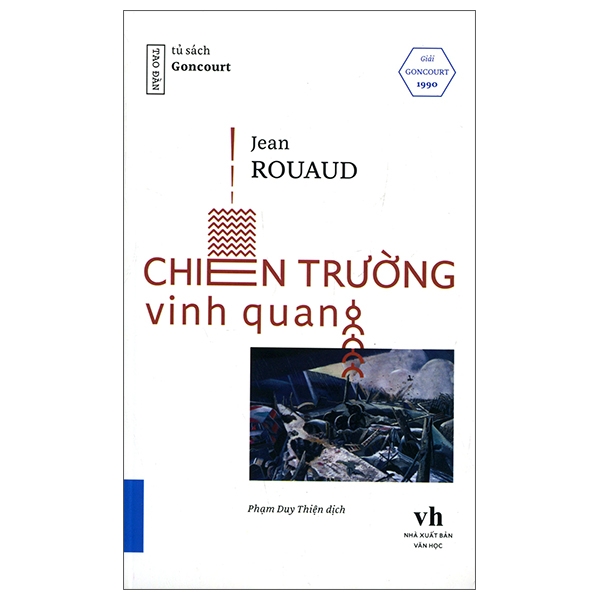 TAO ĐÀN
tủ sách
Goncourt
Giải
GONCOURT
1990
Jean
ROUAUD
CHIẾN TRƯỜNG
vinh quang
Phạm Duy Thiện dịch
vh
NHÀ XUẤT BẢN
VĂN HỌC